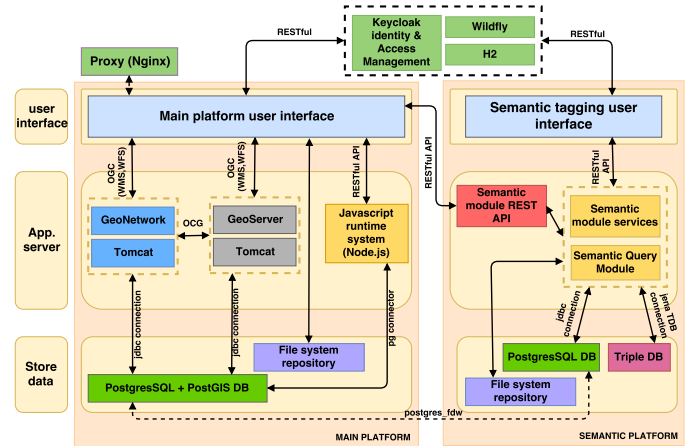 RESTful
Keycloak
identity &
Access
Management
Wildfly
H2
RESTful
Proxy (Nginx)
user
interface
Main platform user interface
Semantic tagging user
interface
OGC
(WMS,WFS)
OGC
(WMS,WFS)
RESTful API
RESTful API
RESTful
API
App.
server
GeoNetwork
Tomcat
OCG
GeoServer
Tomcat
Javascript
runtime
system
(Node.js)
Semantic
module REST
API
Semantic
module services
Semantic Query
Module
jdbc connection
jdbc connection
pg connection
jdbc
connection
jena TDB
connection
Store
data
File system
repository
PostgresSQL + PostGIS DB
PostgresSQL DB
Triple DB
File system
repository
postgres_fdw
MAIN PLATFORM
SEMANTIC PLATFORM